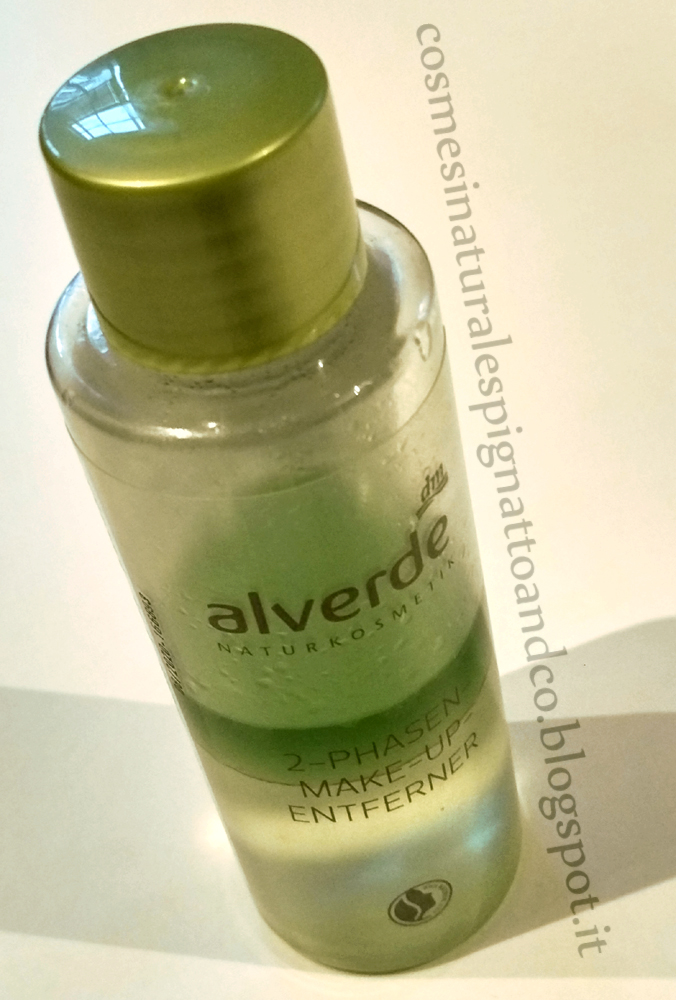 cosmesinaturalespignattoandco.blogspot.it
dm
alverde
NATURKOSMETIK
2-PHASEN
MAKE-UP-
ENTFERNER